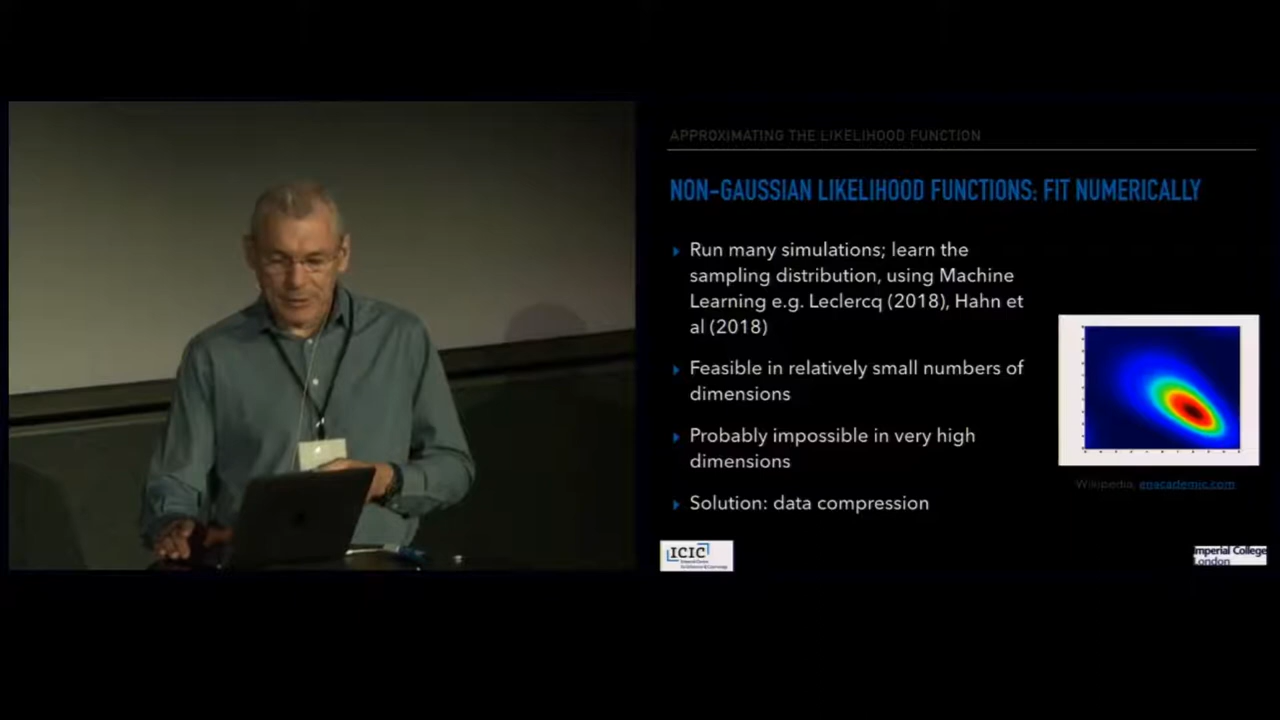 APPROXIMATING THE LIKELIHOOD FUNCTION
NON-GAUSSIAN LIKELIHOOD FUNCTIONS: FIT NUMERICALLY
Run many simulations; learn the
sampling distribution, using Machine
Learning e.g. Leclercq (2018), Hahn et
al (2018)
Feasible in relatively small numbers of
dimensions
Probably impossible in very high
dimensions
Solution: data compression
Wikipedia, enacademic.com
ICIC
Imperial College
London